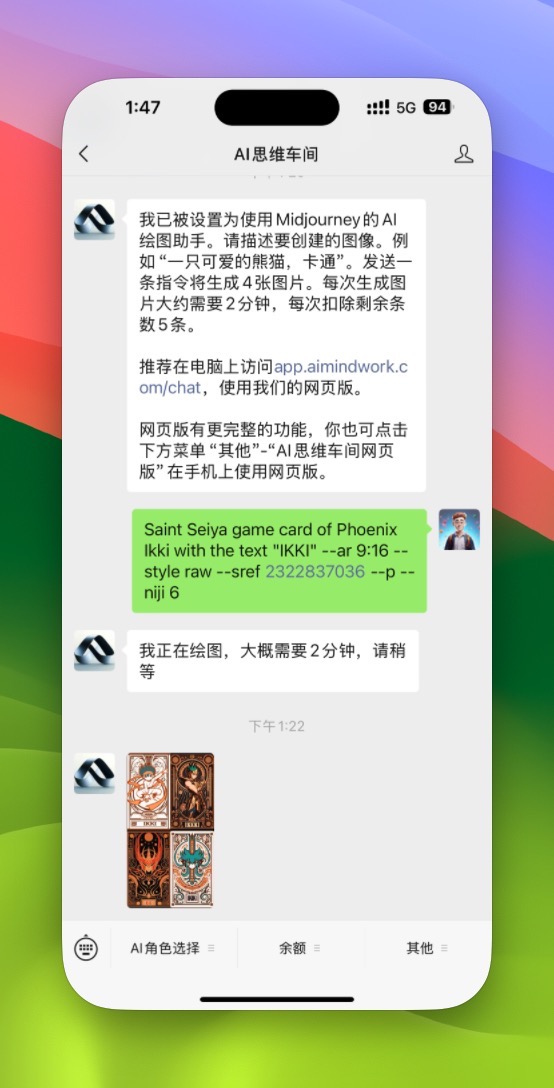 1:47
5G
94
AI思维车间
我已被设置为使用Midjourney的AI
绘图助手。请描述要创建的图像。例
如“一只可爱的熊猫，卡通”。发送一
条指令将生成4张图片。每次生成图
片大约需要2分钟，每次扣除剩余条
数5条。
推荐在电脑上访问app.aimindwork.c
om/chat，使用我们的网页版。
网页版有更完整的功能，你也可点击
下方菜单“其他”-“AI思维车间网页
版”在手机上使用网页版。
Saint Seiya game card of Phoenix
Ikki with the text "IKKI" --ar 9:16 --
style raw --sref 2322837036 --p --
niji 6
我正在绘图，大概需要2分钟，请稍
等
下午1:22
IKKI
AI角色选择
余额
其他